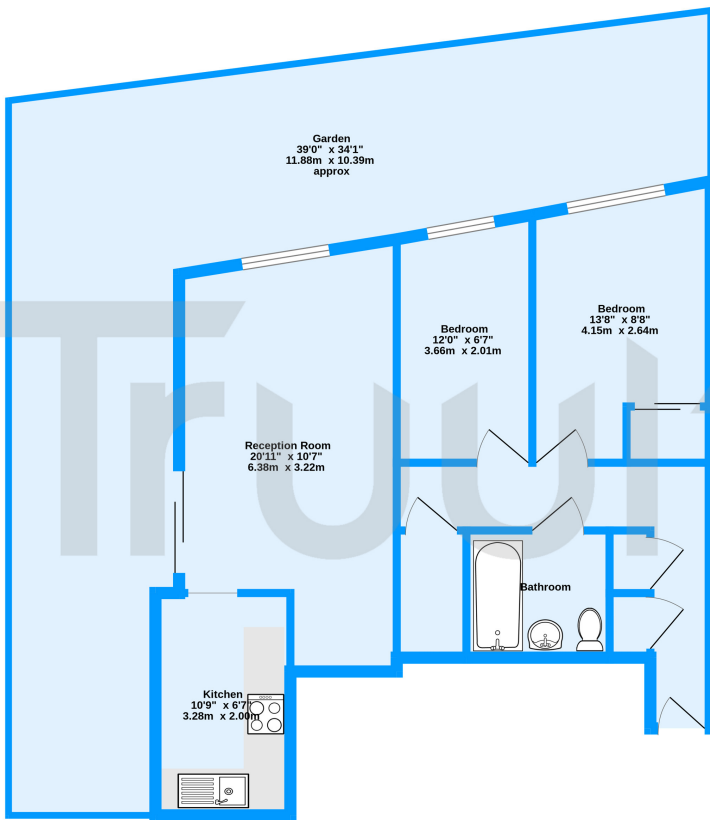 Garden
39'0" x 34'1"
11.88m x 10.39m
approx
Bedroom
13'8" x 8'8"
4.15m x 2.64m
Bedroom
12'0" x 6'7"
3.66m x 2.01m
Reception Room
20'11" x 10'7"
6.38m x 3.22m
Bathroom
Kitchen
10'9" x 6'7"
3.28m x 2.00m